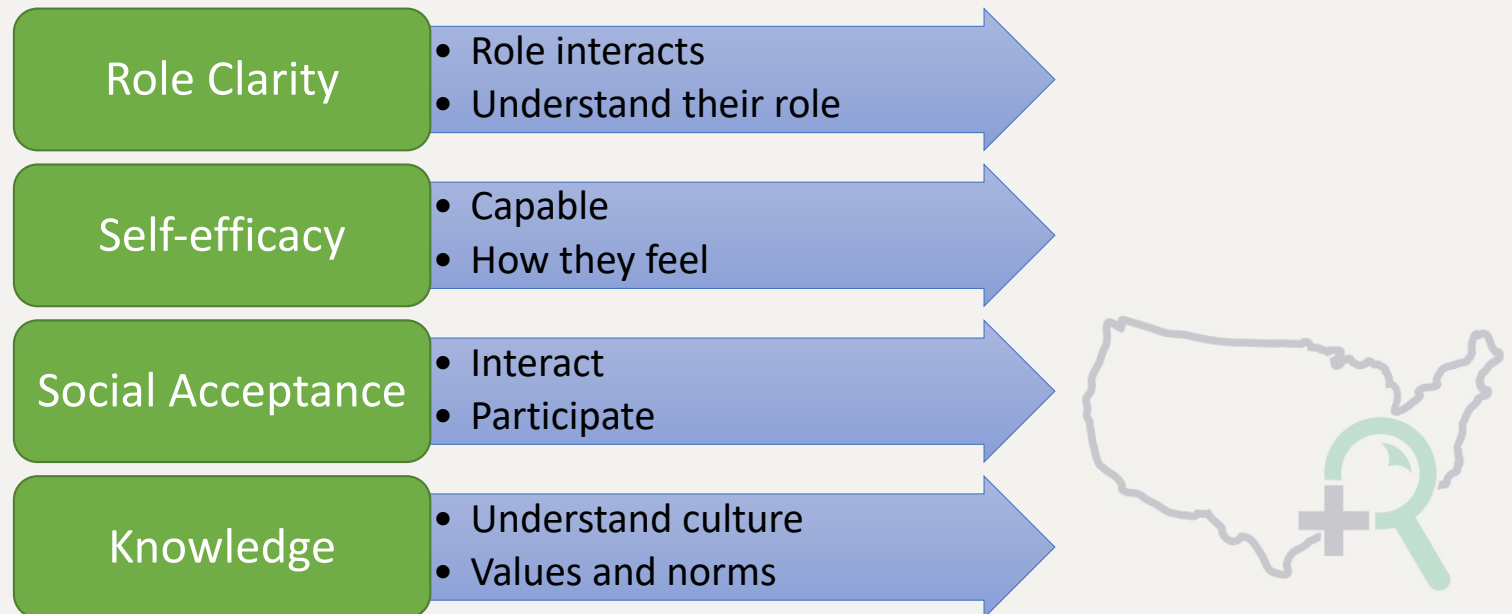 Role Clarity
• Role interacts
• Understand their role
Self-efficacy
• Capable
• How they feel
Social Acceptance
• Interact
• Participate
Knowledge
• Understand culture
• Values and norms